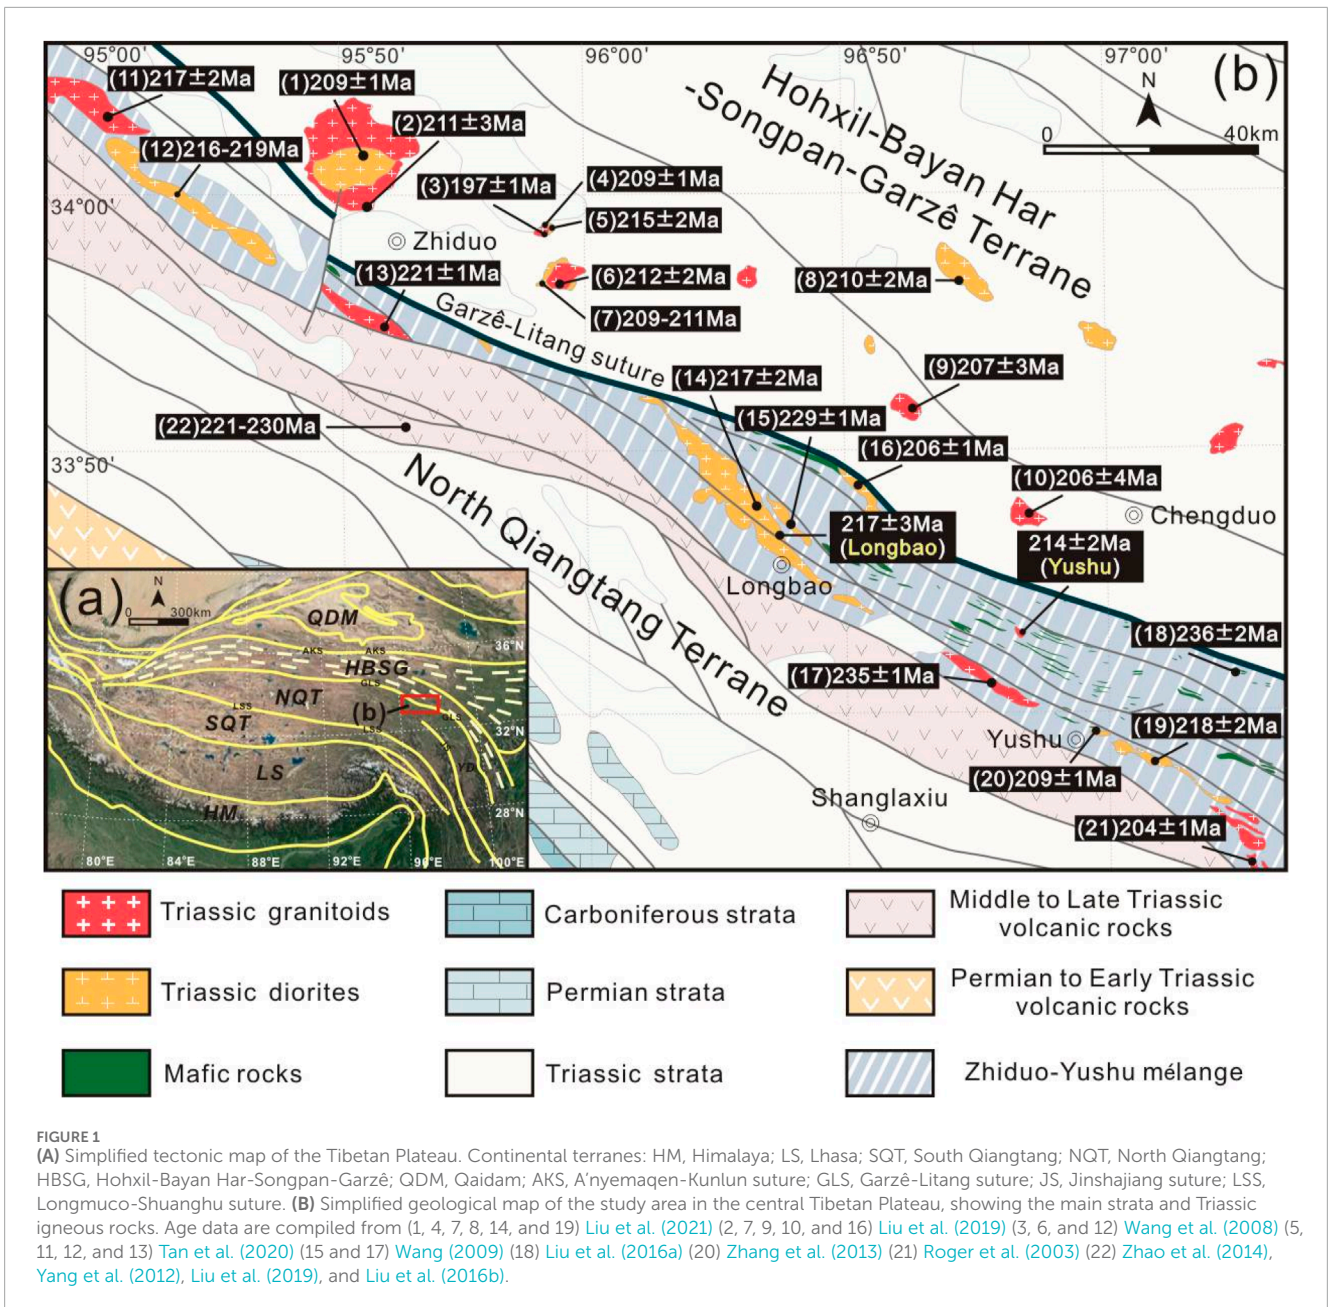 95°00'
95°50'
96°00'
96°50'
97°00'
(b)
N
0
40km
Hohxil-Bayan Har
-Songpan-Garzê Terrane
(11)217±2Ma
(1)209±1Ma
(2)211±3Ma
(12)216-219Ma
(3)197±1Ma
(4)209±1Ma
(5)215±2Ma
34°00'
Zhiduo
(13)221±1Ma
(6)212±2Ma
(8)210±2Ma
(7)209-211Ma
Garzê-Litang suture
(14)217±2Ma
(9)207±3Ma
(15)229±1Ma
(22)221-230Ma
(16)206±1Ma
33°50'
(10)206±4Ma
North Qiangtang Terrane
217±3Ma
(Longbao)
Chengduo
214±2Ma
(Yushu)
Longbao
(18)236±2Ma
(17)235±1Ma
(19)218±2Ma
Yushu
(20)209±1Ma
Shanglaxiu
(21)204±1Ma
(a)
N
0
300km
QDM
36°N
AKS
AKS
HBSG
GLS
NQT
LSS
(b)
SQT
32°N
LS
YD
HM
28°N
80°E
84°E
88°E
92°E
96°E
100°E
Triassic granitoids
Carboniferous strata
Middle to Late Triassic
volcanic rocks
Triassic diorites
Permian strata
Permian to Early Triassic
volcanic rocks
Mafic rocks
Triassic strata
Zhiduo-Yushu mélange
FIGURE 1
(A) Simplified tectonic map of the Tibetan Plateau. Continental terranes: HM, Himalaya; LS, Lhasa; SQT, South Qiangtang; NQT, North Qiangtang;
HBSG, Hohxil-Bayan Har-Songpan-Garzê; QDM, Qaidam; AKS, A'nyemaqen-Kunlun suture; GLS, Garzê-Litang suture; JS, Jinshajiang suture; LSS,
Longmuco-Shuanghu suture. (B) Simplified geological map of the study area in the central Tibetan Plateau, showing the main strata and Triassic
igneous rocks. Age data are compiled from (1, 4, 7, 8, 14, and 19) Liu et al. (2021) (2, 7, 9, 10, and 16) Liu et al. (2019) (3, 6, and 12) Wang et al. (2008) (5,
11, 12, and 13) Tan et al. (2020) (15 and 17) Wang (2009) (18) Liu et al. (2016a) (20) Zhang et al. (2013) (21) Roger et al. (2003) (22) Zhao et al. (2014),
Yang et al. (2012), Liu et al. (2019), and Liu et al. (2016b).